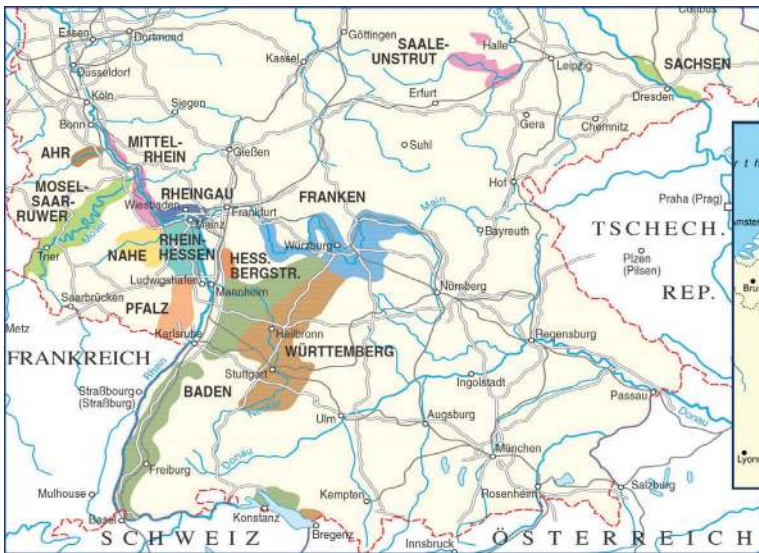 Essen
Dortmund
Göttingen
Saale
Halle
SAALE-
UNSTRUT
Leipzig
SACHSEN
Kassel
Düsseldorf
Köln
Siegen
Erfurt
Dresden
Bonn
Gera
Chemnitz
MITTEL-
RHEIN
Gießen
Suhl
AHR
Hof
MOSEL-
SAAR-
RUWER
RHEINGAU
Wiesbaden
Frankfurt
FRANKEN
Main
Praha (Prag)
Mainz
Mosel
Bayreuth
TSCHECH.
Würzburg
RHEIN-
HESSEN
Trier
NAHE
HESS.
BERGSTR.
Plzen
(Pilsen)
Ludwigshafen
Mannheim
Nürnberg
REP.
Saarbrücken
PFALZ
Metz
Karlsruhe
Heilbronn
Regensburg
FRANKREICH
WÜRTTEMBERG
Rhein
Stuttgart
Straßbourg
(Straßburg)
BADEN
Ingolstadt
Passau
Neckar
Ulm
Augsburg
Donau
Donau
München
Freiburg
Mulhouse
Kempten
Rosenheim
Salzburg
Lyons
Basel
Konstanz
Bregenz
SCHWEIZ
Innsbruck
ÖSTERREICH